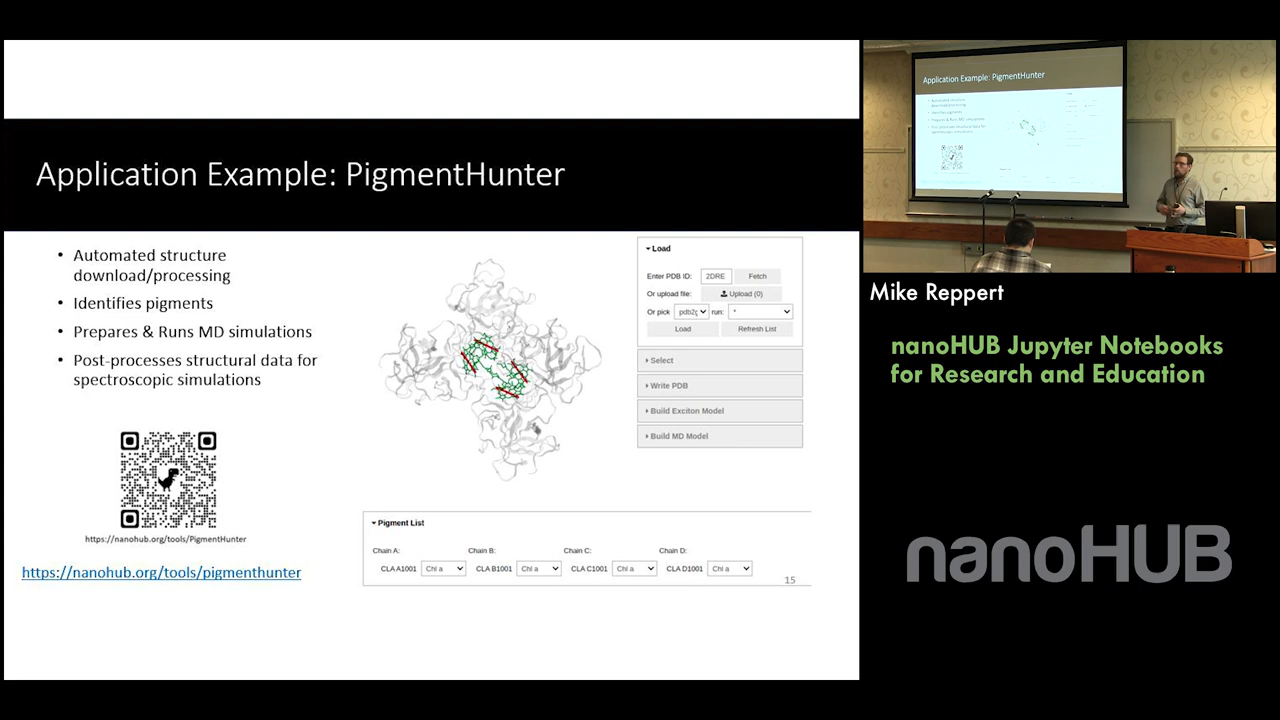 Application Example: PigmentHunter
• Automated structure
download/processing
• Identifies pigments
• Prepares & Runs MD simulations
• Post-processes structural data for
spectroscopic simulations
https://nanohub.org/tools/PigmentHunter
https://nanohub.org/tools/pigmenthunter
Load
Enter PDB ID: 2DRE Fetch
Or upload file: Upload (0)
Or pick pdb2g run: *
Load Refresh List
Select
Write PDB
Build Exciton Model
Build MD Model
Pigment List
Chain A: Chain B: Chain C: Chain D:
CLA A1001 Chl a CLA B1001 Chl a CLA C1001 Chl a CLA D1001 Chl a
15
Application Example: PigmentHunter
Mike Reppert
nanoHUB Jupyter Notebooks
for Research and Education
nanoHUB